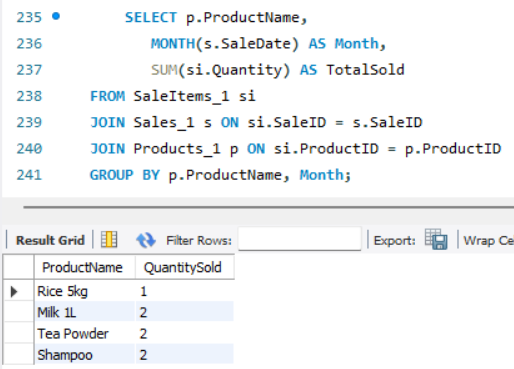 235 SELECT p.ProductName,
236 MONTH(s.SaleDate) AS Month,
237 SUM(si.Quantity) AS TotalSold
238 FROM SaleItems_1 si
239 JOIN Sales_1 s ON si.SaleID = s.SaleID
240 JOIN Products_1 p ON si.ProductID = p.ProductID
241 GROUP BY p.ProductName, Month;
Result Grid Filter Rows: Export: Wrap Ce
ProductName QuantitySold
Rice 5kg 1
Milk 1L 2
Tea Powder 2
Shampoo 2